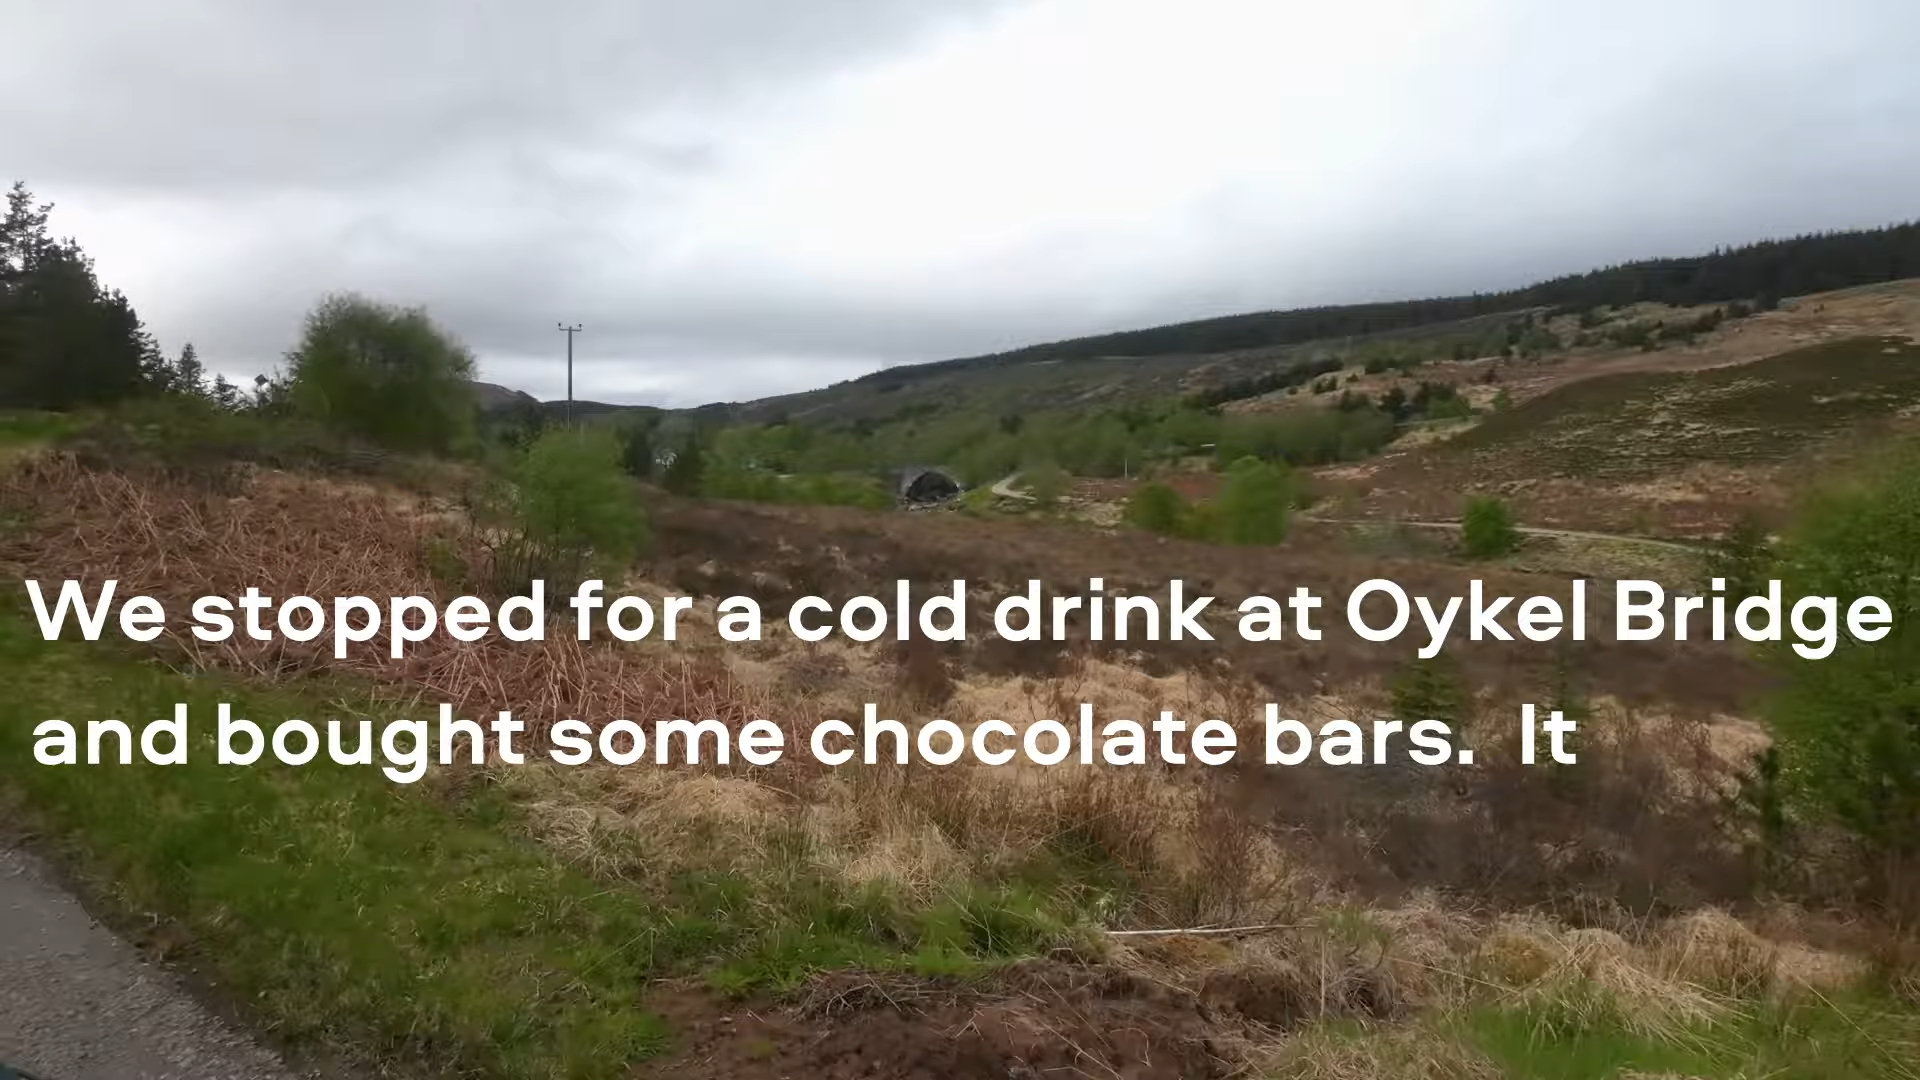 We stopped for a cold drink at Oykel Bridge
and bought some chocolate bars.  It